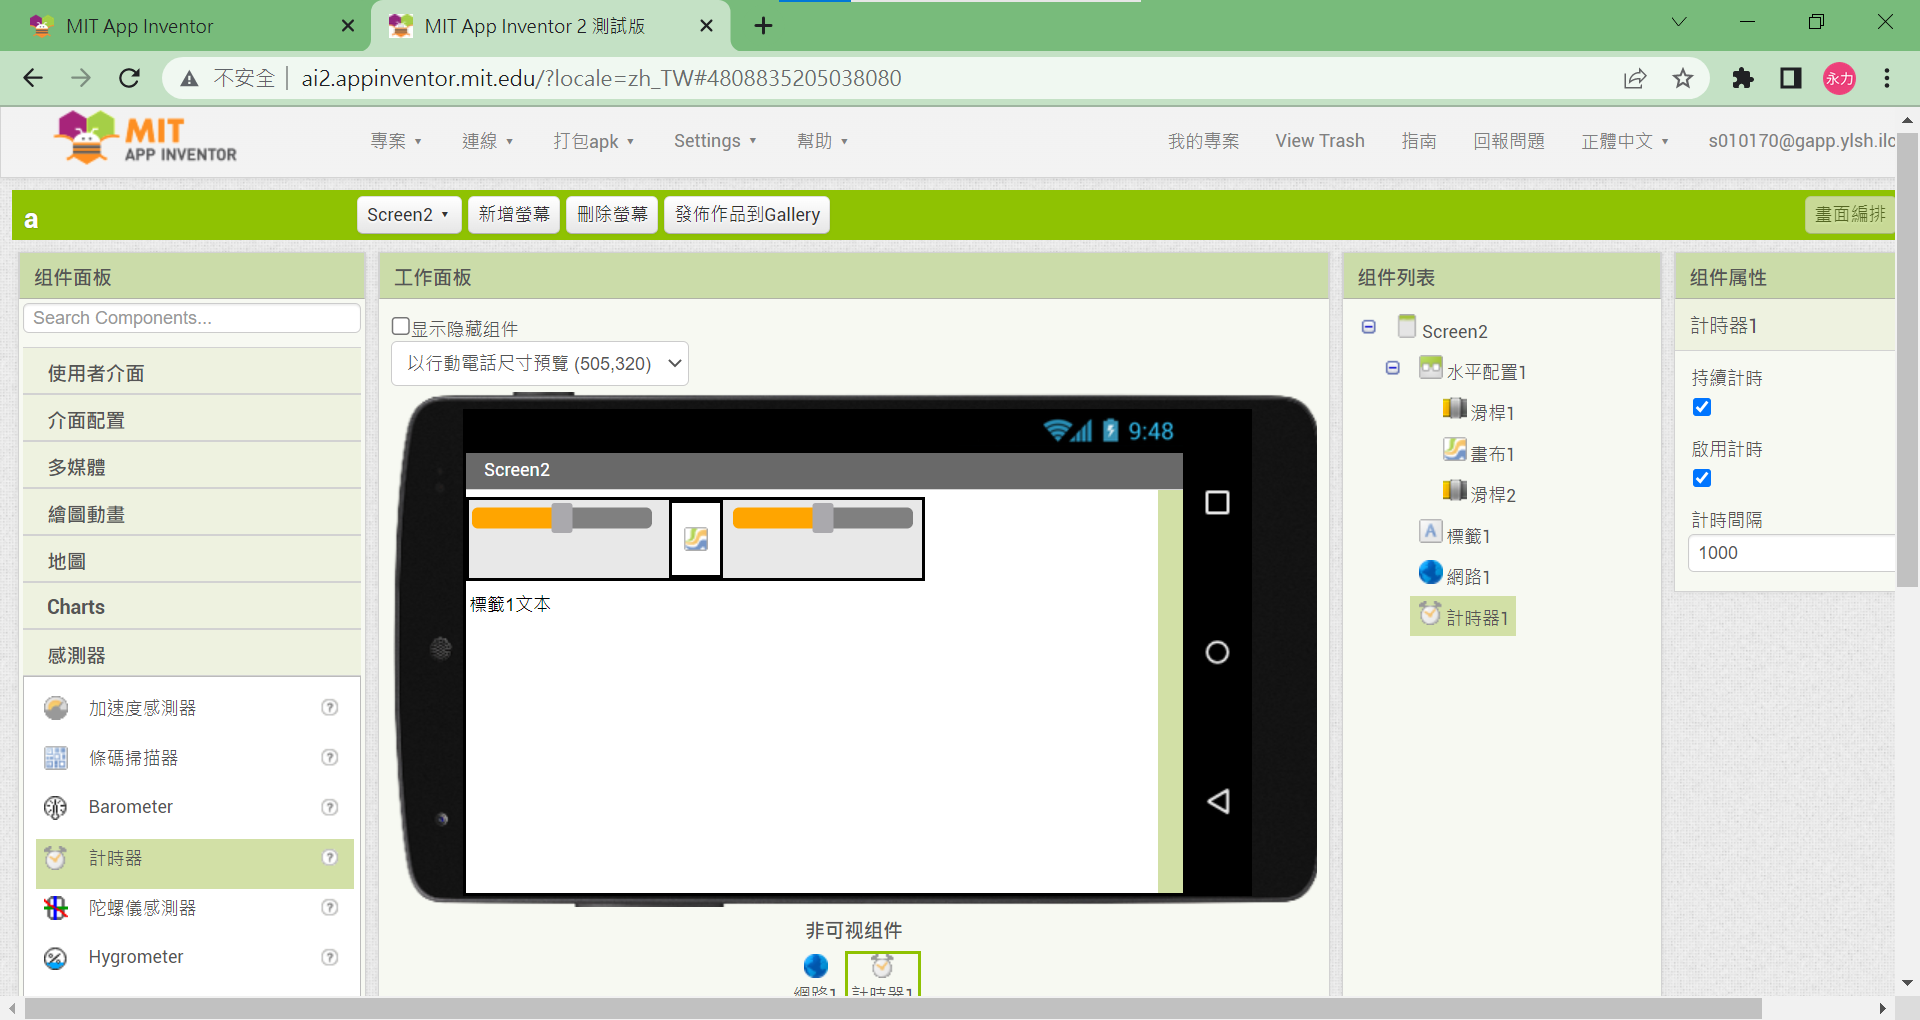 MIT App Inventor
MIT App Inventor 2 測試版
不安全
ai2.appinventor.mit.edu/?locale=zh_TW#4808835205038080
永力
MIT
APP INVENTOR
專案
連線
打包apk
Settings
幫助
我的專案
View Trash
指南
回報問題
正體中文
s010170@gapp.ylsh.ilc
a
Screen2
新增螢幕
刪除螢幕
發佈作品到Gallery
畫面編排
组件面板
Search Components...
使用者介面
介面配置
多媒體
繪圖動畫
地圖
Charts
感測器
加速度感測器
條碼掃描器
Barometer
計時器
陀螺儀感測器
Hygrometer
工作面板
显示隐藏组件
以行動電話尺寸預覽 (505,320)
9:48
Screen2
標籤1文本
非可视组件
網路1
計時器1
组件列表
Screen2
水平配置1
滑桿1
畫布1
滑桿2
標籤1
網路1
計時器1
组件属性
計時器1
持續計時
啟用計時
計時間隔
1000